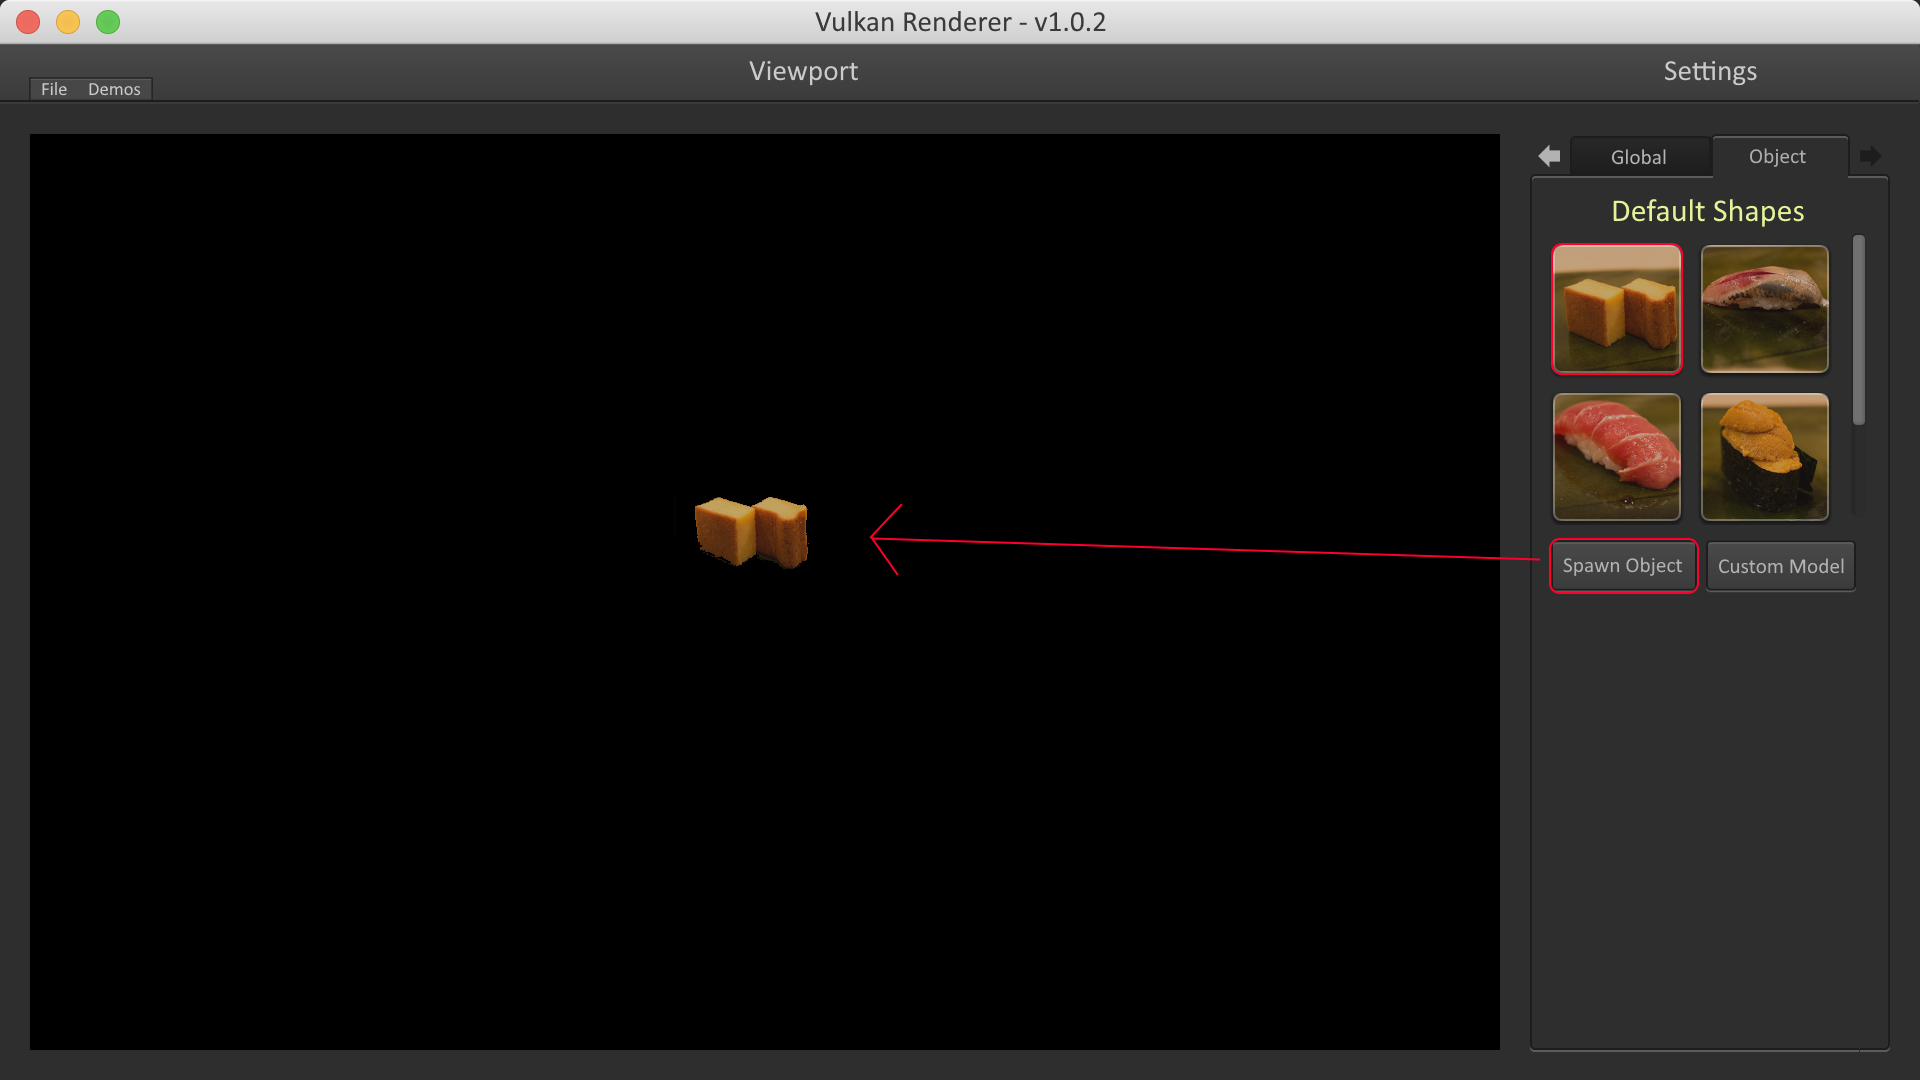 Vulkan Renderer - v1.0.2
Viewport
Settings
File Demos
Global Object
Default Shapes
Spawn Object Custom Model